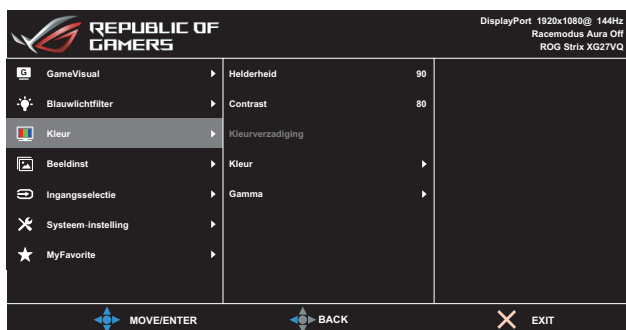 REPUBLIC OF
GAMERS
DisplayPort 1920x1080@ 144Hz
Racemodus Aura Off
ROG Strix XG27VQ
G GameVisual
Blauwlichtfilter
Kleur
Beeldinst
Ingangsselectie
Systeem-instelling
MyFavorite
Helderheid 90
Contrast 80
Kleurverzadiging
Kleur
Gamma
MOVE/ENTER BACK EXIT